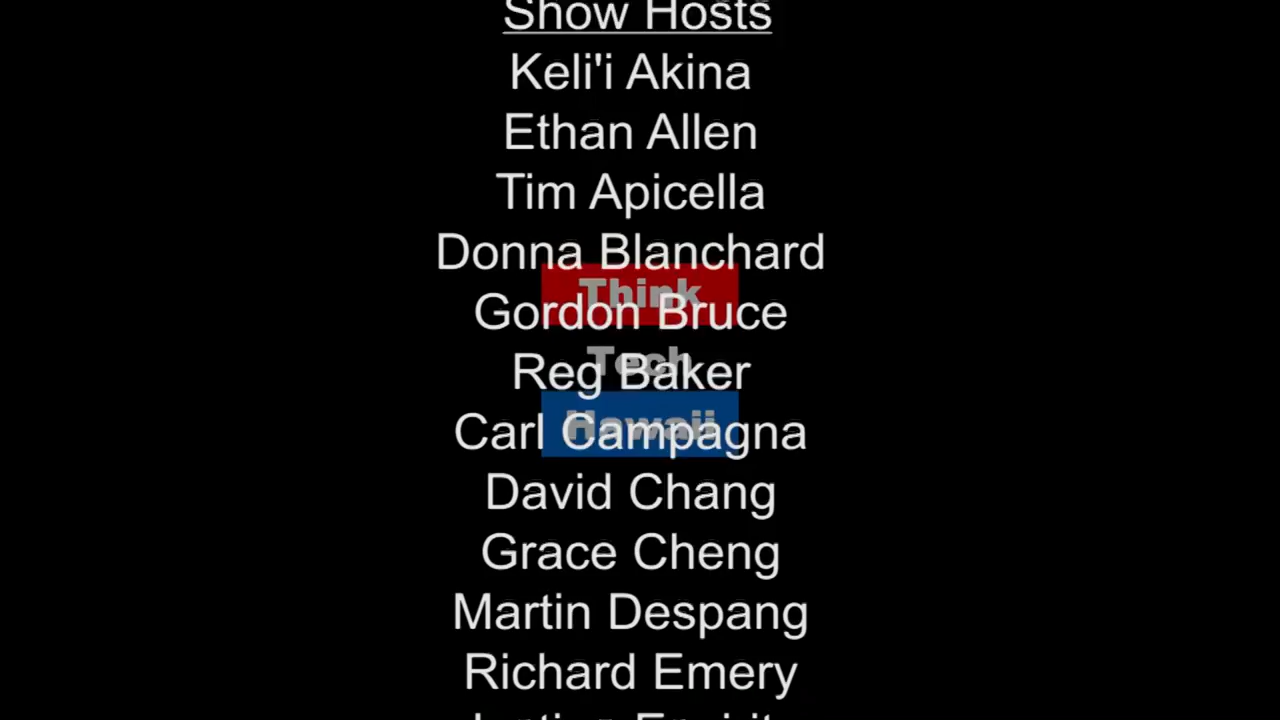 Show Hosts
Keli'i Akina
Ethan Allen
Tim Apicella
Donna Blanchard
Think
Gordon Bruce
Tech
Reg Baker
Hawaii
Carl Campagna
David Chang
Grace Cheng
Martin Despang
Richard Emery